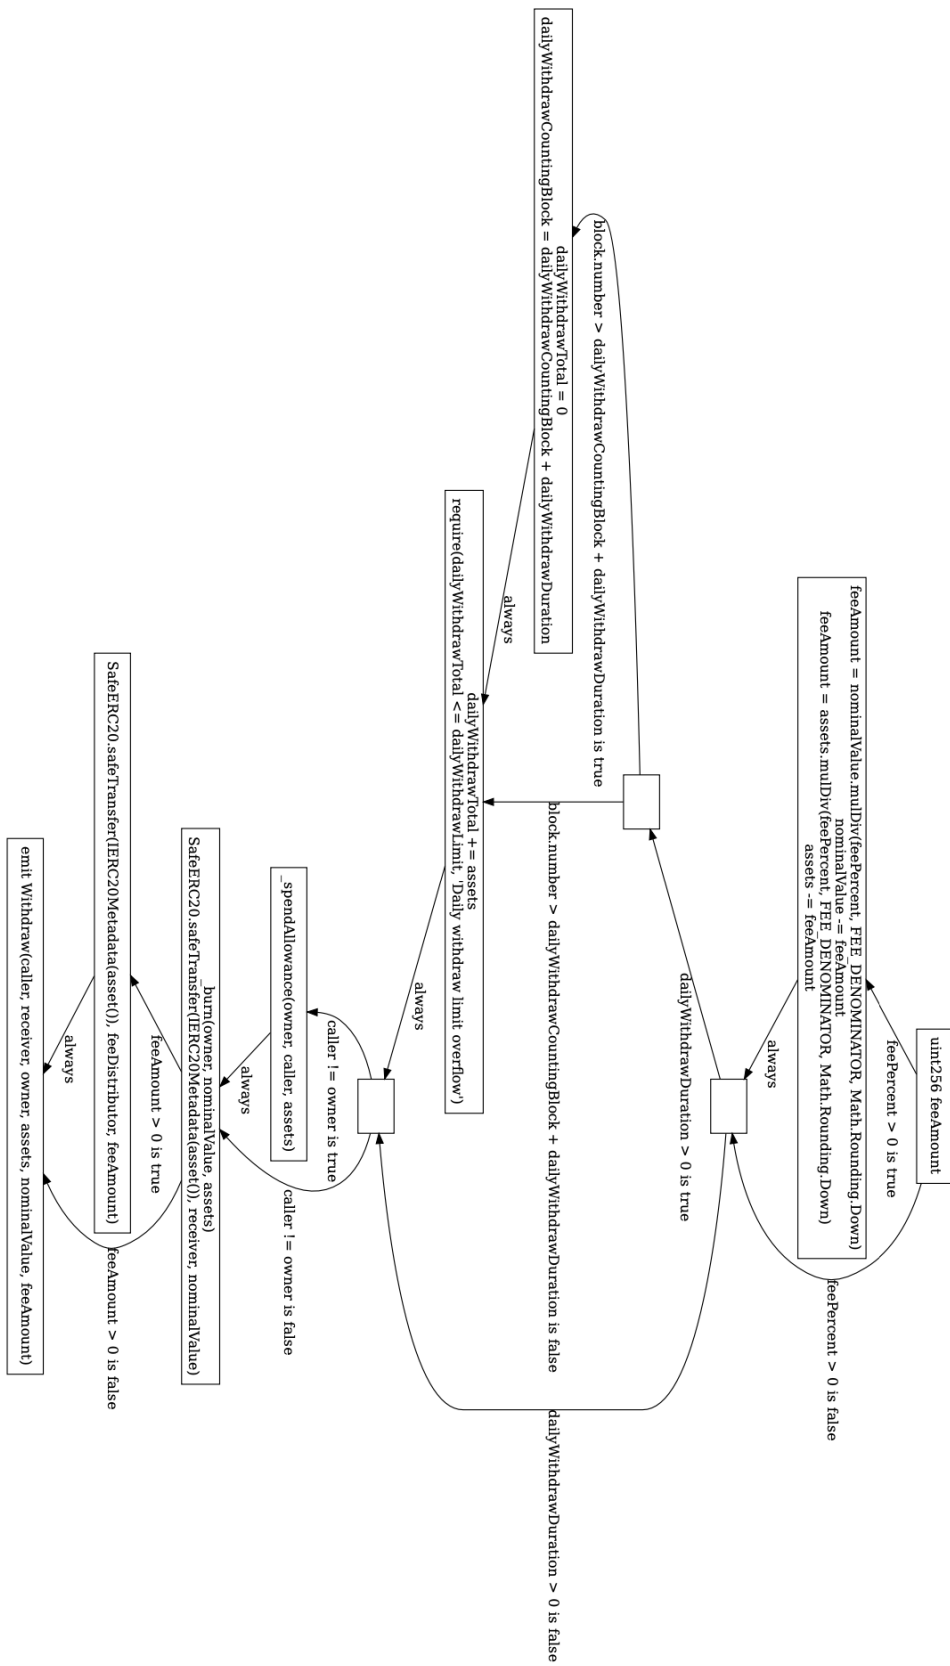 uint256 feeAmount
feePercent > 0 is true
feePercent > 0 is false
feeAmount = nominalValue.mulDiv(feePercent, FEE_DENOMINATOR, Math.Rounding.Down)
nominalValue -= feeAmount
feeAmount = assets.mulDiv(feePercent, FEE_DENOMINATOR, Math.Rounding.Down)
assets -= feeAmount
always
dailyWithdrawDuration > 0 is true
dailyWithdrawDuration > 0 is false
block.number > dailyWithdrawCountingBlock + dailyWithdrawDuration is true
block.number > dailyWithdrawCountingBlock + dailyWithdrawDuration is false
dailyWithdrawTotal = 0
dailyWithdrawCountingBlock = dailyWithdrawCountingBlock + dailyWithdrawDuration
always
dailyWithdrawTotal += assets
require(dailyWithdrawTotal <= dailyWithdrawLimit, 'Daily withdraw limit overflow')
always
caller != owner is true
caller != owner is false
_spendAllowance(owner, caller, assets)
always
_burn(owner, nominalValue, assets)
SafeERC20.safeTransfer(IERC20Metadata(asset()), receiver, nominalValue)
feeAmount > 0 is true
feeAmount > 0 is false
SafeERC20.safeTransfer(IERC20Metadata(asset()), feeDistributor, feeAmount)
always
emit Withdraw(caller, receiver, owner, assets, nominalValue, feeAmount)